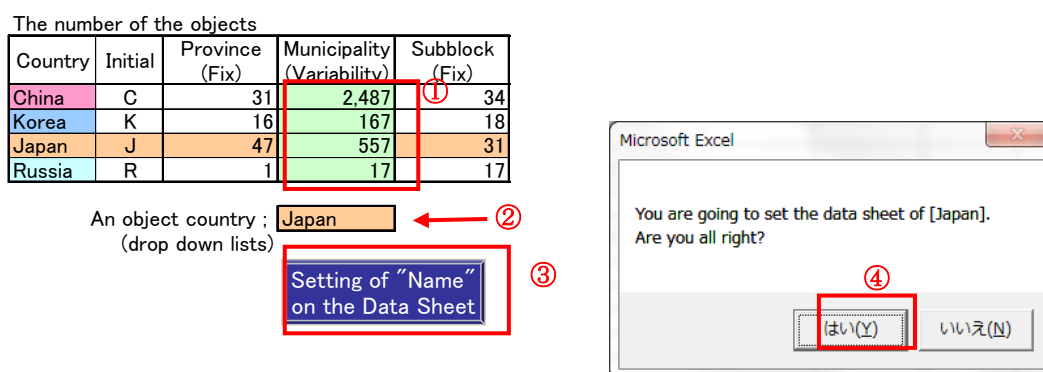 The number of the objects
Country Initial Province (Fix) Municipality (Variability) Subblock (Fix)
China C 31 2,487 34
Korea K 16 167 18
Japan J 47 557 31
Russia R 1 17 17
①
An object country ; Japan
(drop down lists)
②
Setting of "Name"
on the Data Sheet
③
Microsoft Excel
You are going to set the data sheet of [Japan].
Are you all right?
④
はい(Y) いいえ(N)